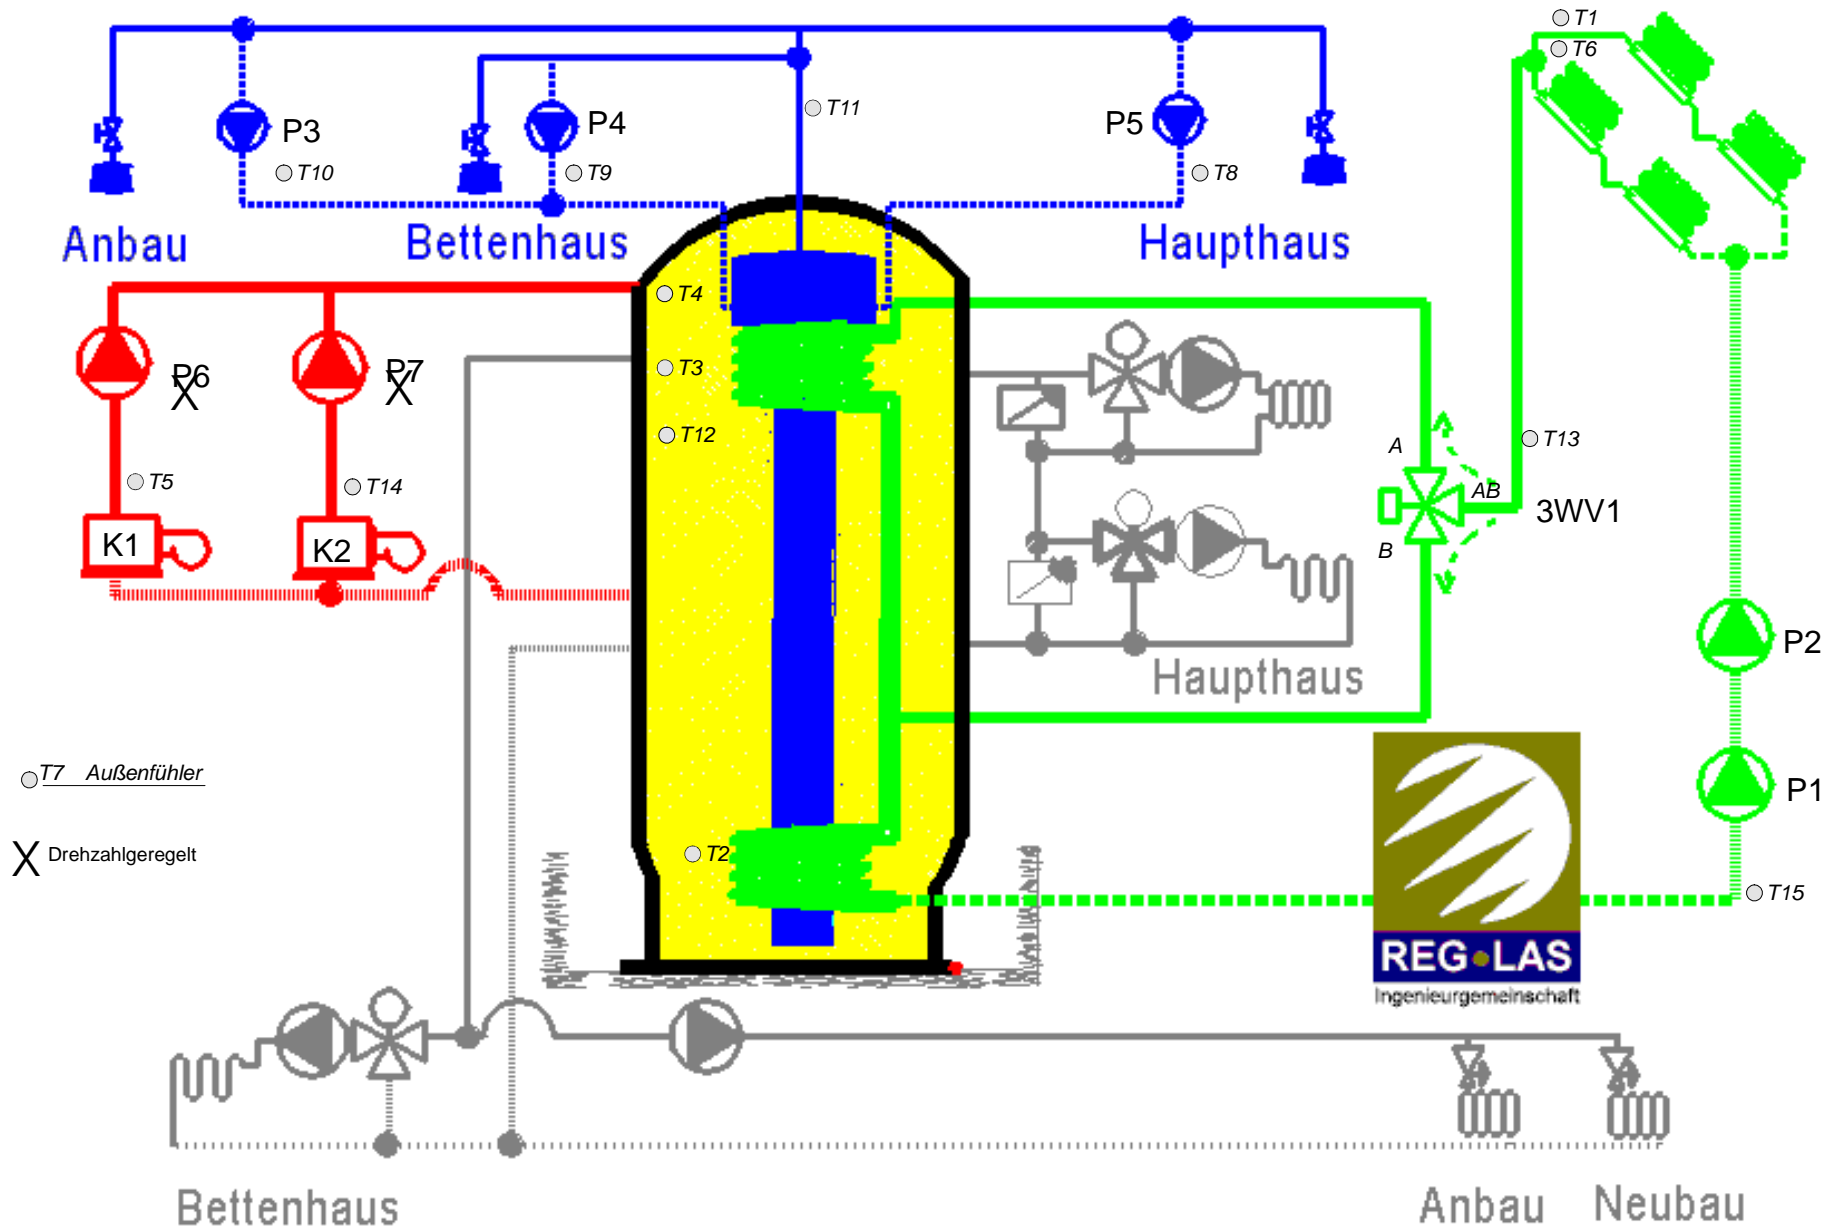 T1
T6
T11
P3
P4
P5
T10
T9
T8
Anbau
Bettenhaus
Haupthaus
T4
T3
T12
P6
X
P7
X
T5
T14
K1
K2
A
AB
B
T13
3WV1
P2
Haupthaus
P1
T7 Außenfühler
X Drehzahlgeregelt
T2
T15
REG•LAS
Ingenieurgemeinschaft
Bettenhaus
Anbau
Neubau